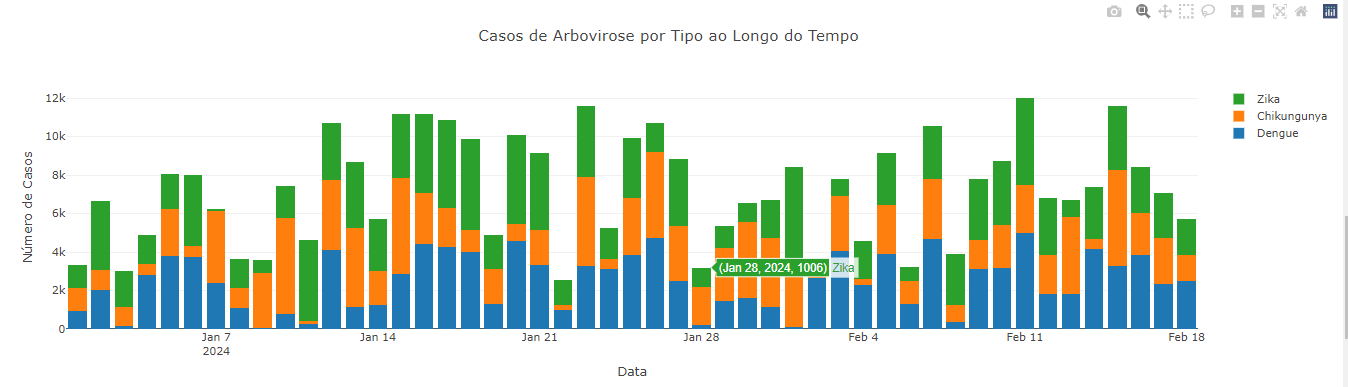 Casos de Arbovirose por Tipo ao Longo do Tempo
12k
10k
8k
6k
4k
2k
0
Número de Casos
Zika
Chikungunya
Dengue
(Jan 28, 2024, 1006) Zika
Jan 7
2024
Jan 14
Jan 21
Jan 28
Feb 4
Feb 11
Feb 18
Data